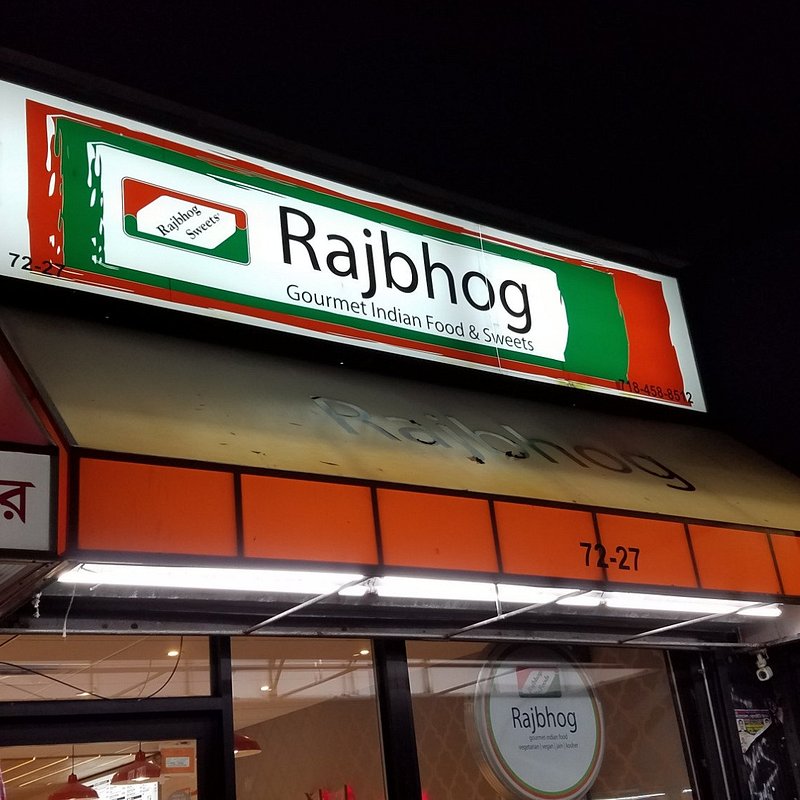 Rajbhog
Sweets
Rajbhog
Gourmet Indian Food & Sweets
72-27
718-458-8512
Rajbhog
র
72-27
Rajbhog
gourmet indian food
vegetarian | vegan | jain | kosher